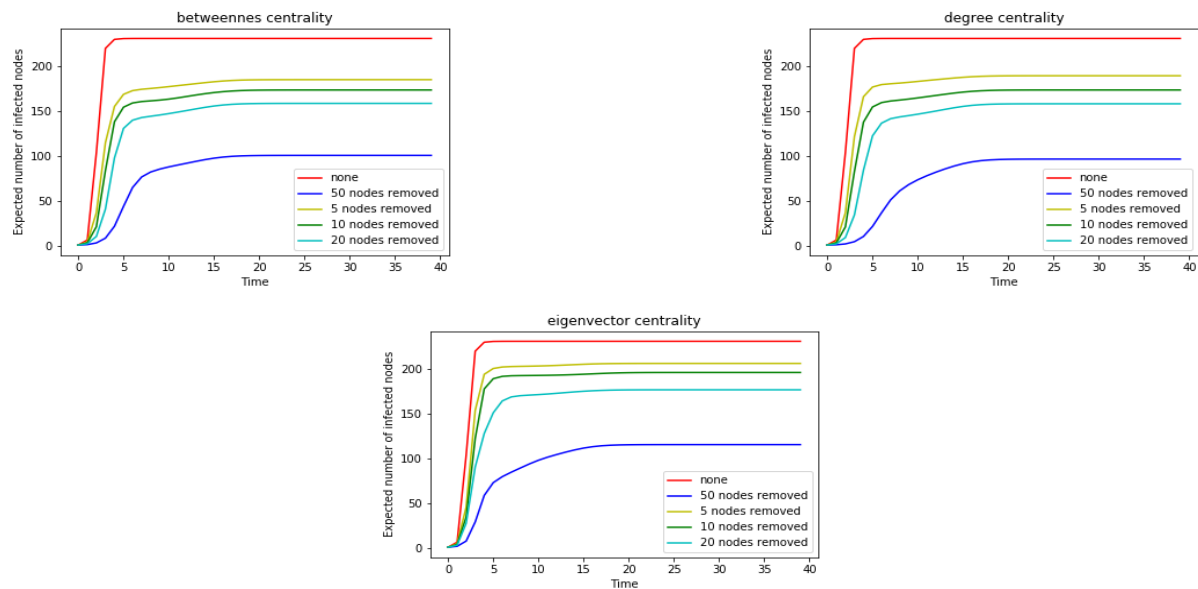 betweennes centrality
Expected number of infected nodes
200
150
100
50
0
none
50 nodes removed
5 nodes removed
10 nodes removed
20 nodes removed
0 5 10 15 20 25 30 35 40
Time
degree centrality
Expected number of infected nodes
200
150
100
50
0
none
50 nodes removed
5 nodes removed
10 nodes removed
20 nodes removed
0 5 10 15 20 25 30 35 40
Time
eigenvector centrality
Expected number of infected nodes
200
150
100
50
0
none
50 nodes removed
5 nodes removed
10 nodes removed
20 nodes removed
0 5 10 15 20 25 30 35 40
Time